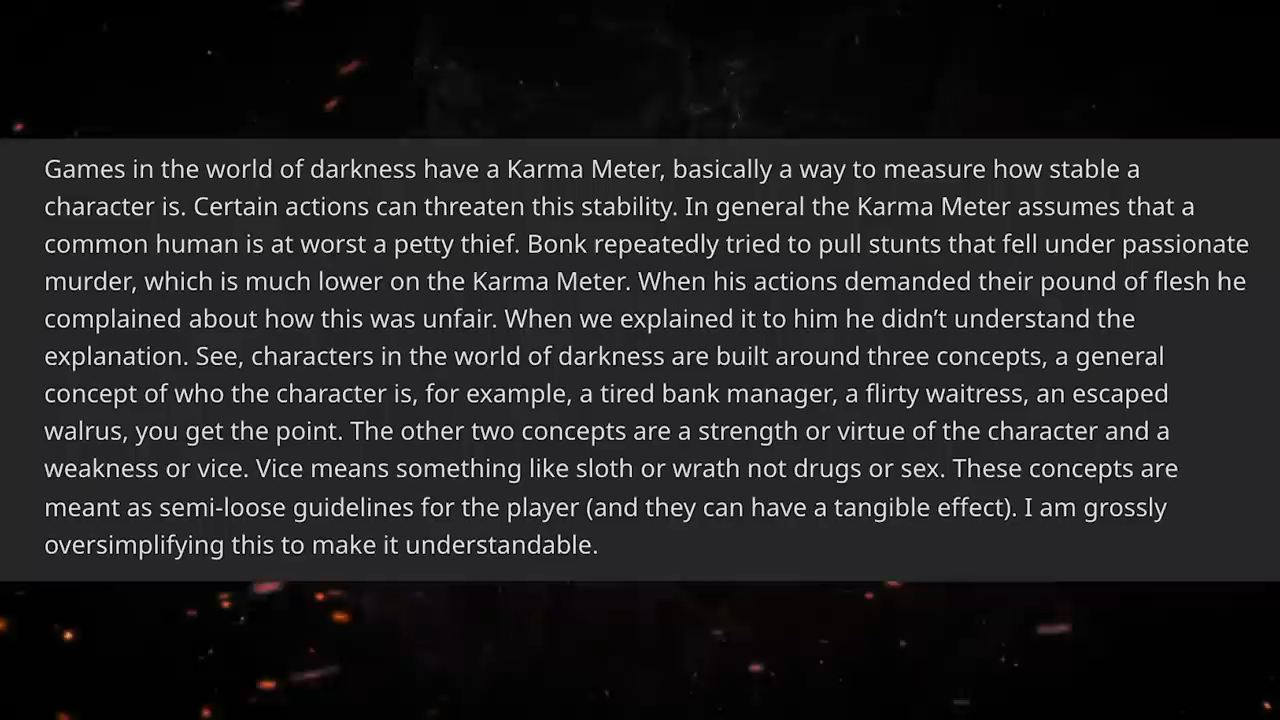 Games in the world of darkness have a Karma Meter, basically a way to measure how stable a
character is. Certain actions can threaten this stability. In general the Karma Meter assumes that a
common human is at worst a petty thief. Bonk repeatedly tried to pull stunts that fell under passionate
murder, which is much lower on the Karma Meter. When his actions demanded their pound of flesh he
complained about how this was unfair. When we explained it to him he didn’t understand the
explanation. See, characters in the world of darkness are built around three concepts, a general
concept of who the character is, for example, a tired bank manager, a flirty waitress, an escaped
walrus, you get the point. The other two concepts are a strength or virtue of the character and a
weakness or vice. Vice means something like sloth or wrath not drugs or sex. These concepts are
meant as semi-loose guidelines for the player (and they can have a tangible effect). I am grossly
oversimplifying this to make it understandable.